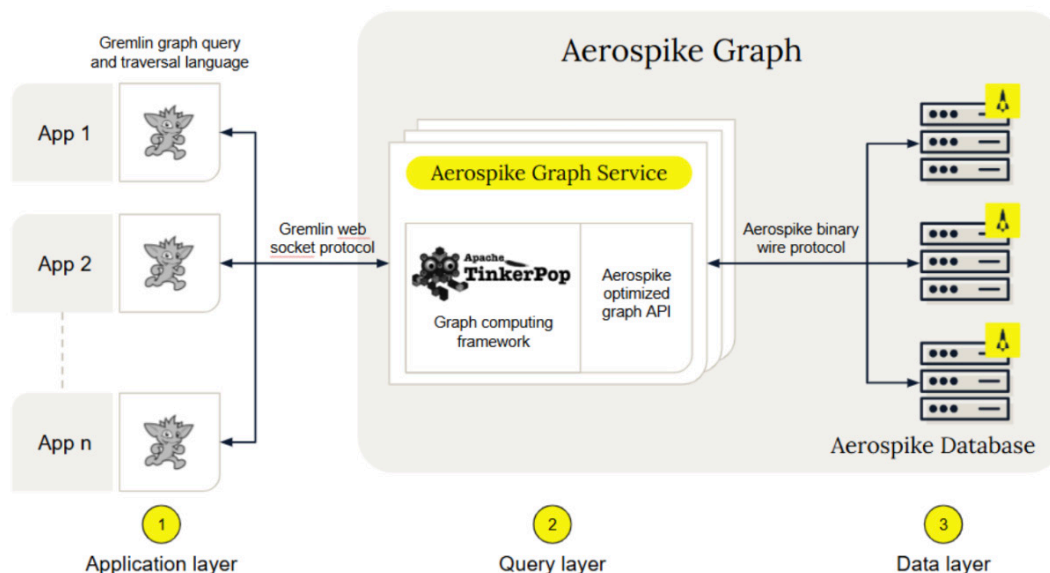 Gremlin graph query
and traversal language
Aerospike Graph
App 1
Aerospike Graph Service
App 2
Gremlin web
socket protocol
Apache
TinkerPop
Graph computing
framework
Aerospike
optimized
graph API
Aerospike binary
wire protocol
App n
Aerospike Database
1
Application layer
2
Query layer
3
Data layer